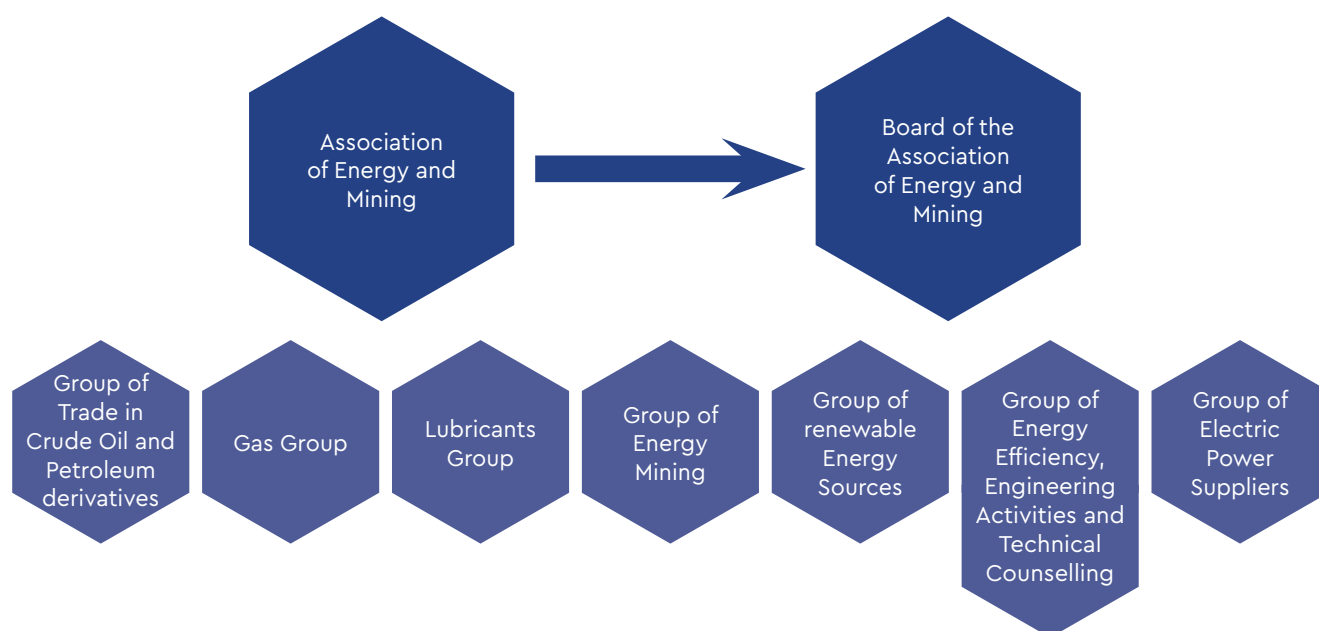 Association
of Energy and
Mining
Board of the
Association
of Energy and
Mining
Group of
Trade in
Crude Oil and
Petroleum
derivatives
Gas Group
Lubricants
Group
Group of
Energy
Mining
Group of
renewable
Energy
Sources
Group of
Energy
Efficiency,
Engineering
Activities and
Technical
Counselling
Group of
Electric
Power
Suppliers